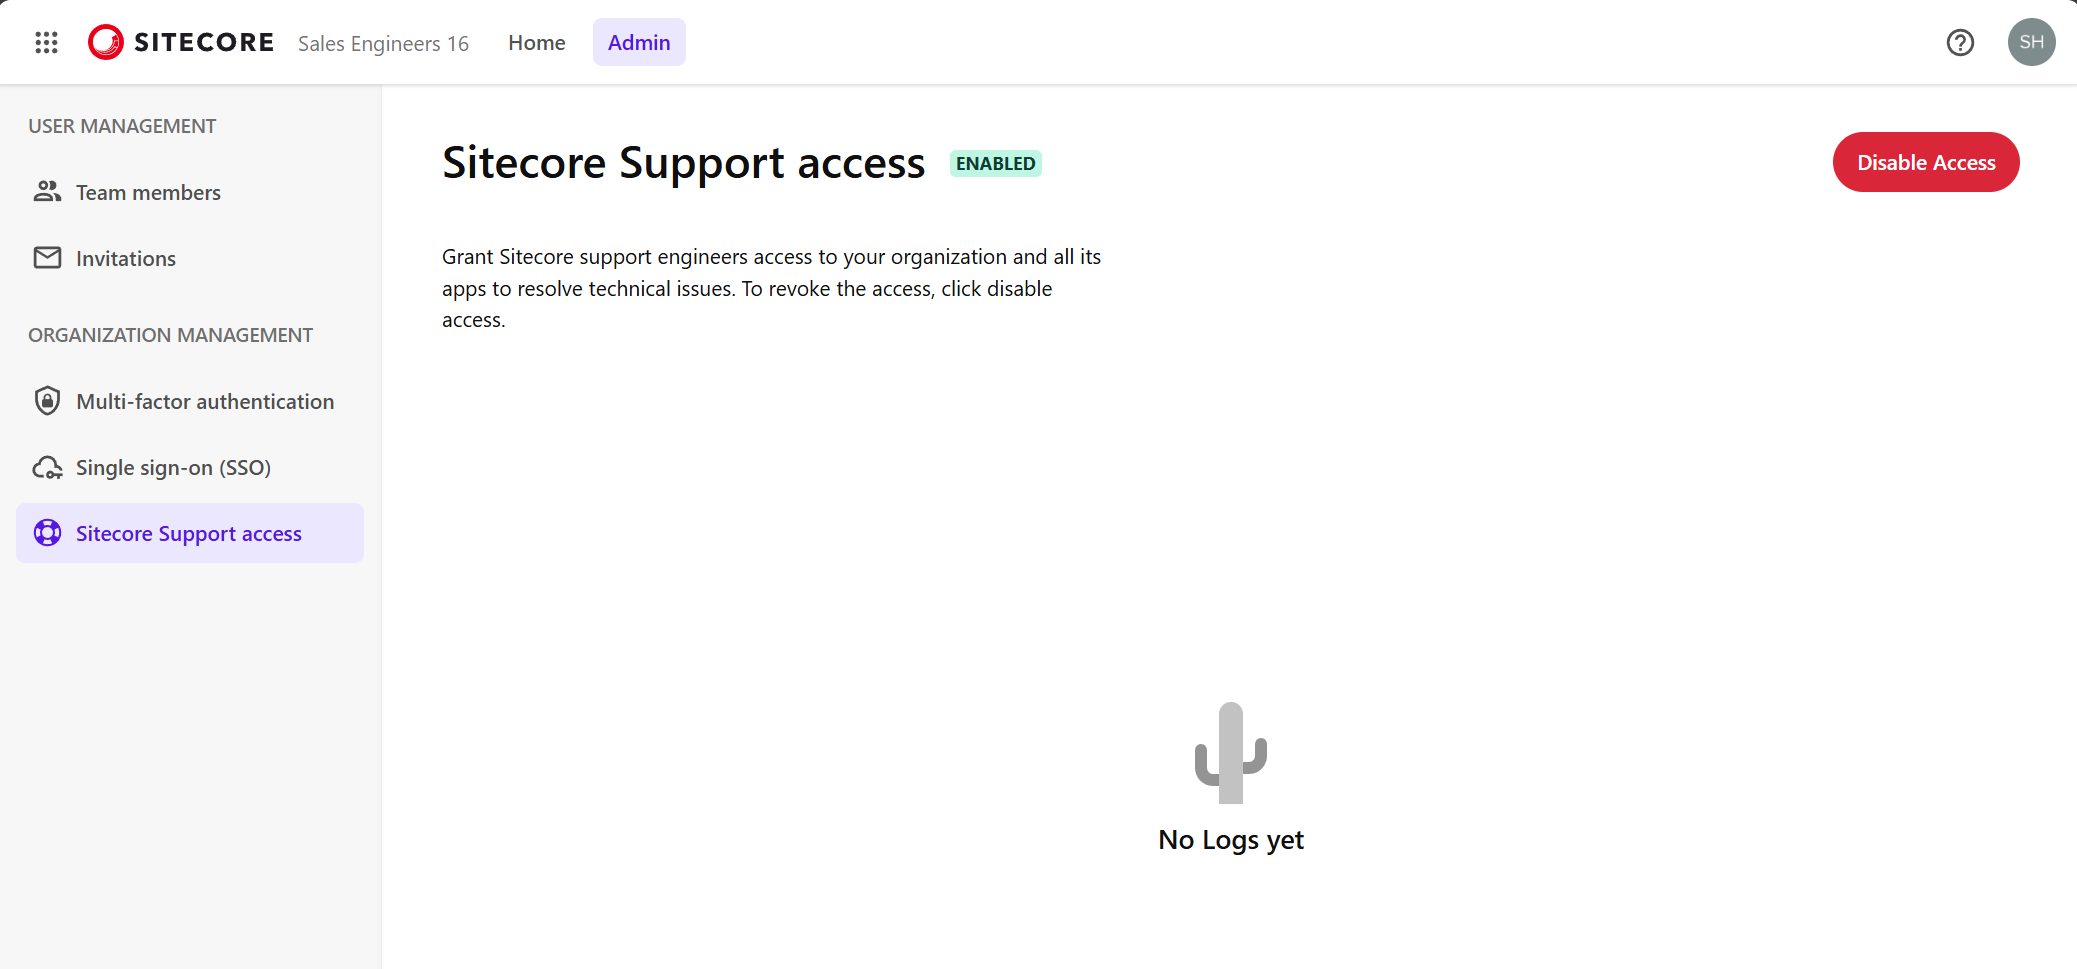 SITECORE Sales Engineers 16 Home Admin SH
USER MANAGEMENT
Team members
Invitations
ORGANIZATION MANAGEMENT
Multi-factor authentication
Single sign-on (SSO)
Sitecore Support access
Sitecore Support access ENABLED Disable Access
Grant Sitecore support engineers access to your organization and all its
apps to resolve technical issues. To revoke the access, click disable
access.
No Logs yet